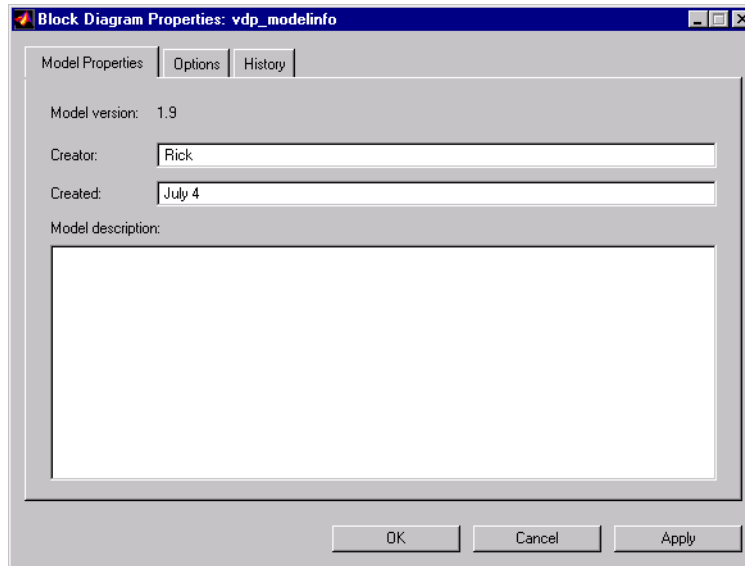 Block Diagram Properties: vdp_modelinfo
Model Properties Options History
Model version: 1.9
Creator: Rick
Created: July 4
Model description:
OK Cancel Apply